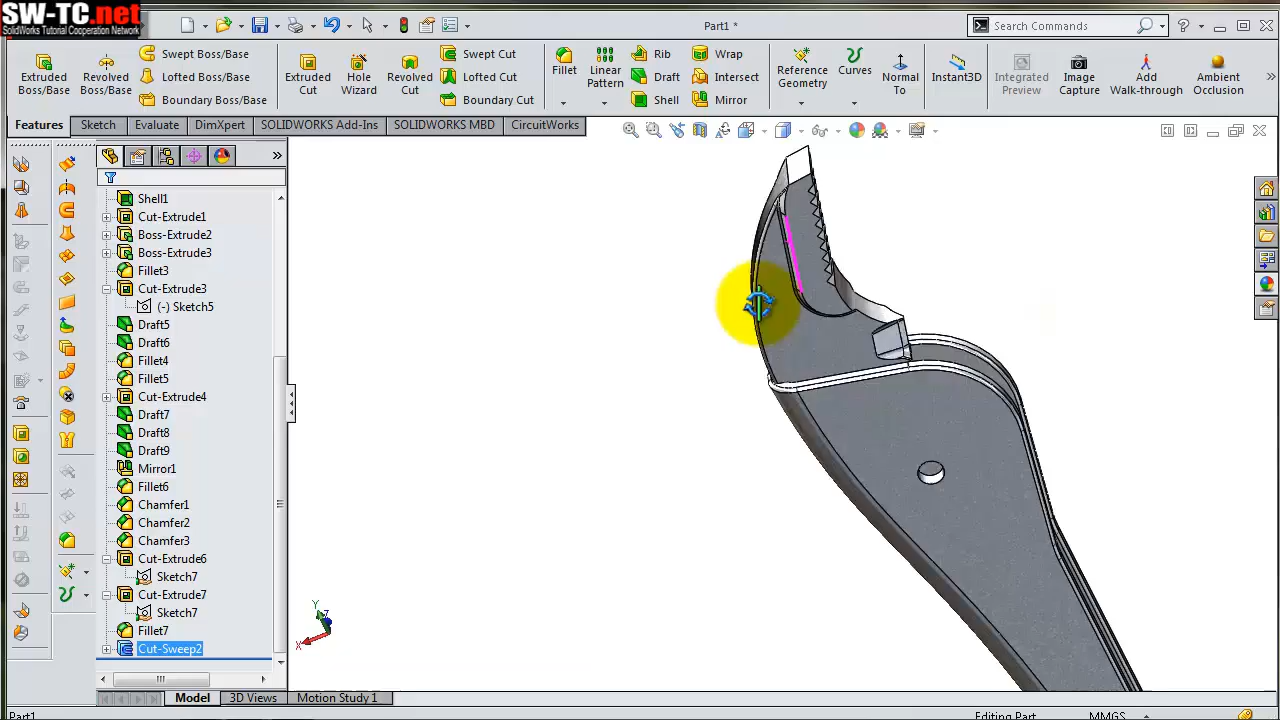 SW-TC.net
SolidWorks Tutorial Cooperation Network
Part1 *
Search Commands
Extruded
Boss/Base
Revolved
Boss/Base
Swept Boss/Base
Lofted Boss/Base
Boundary Boss/Base
Extruded
Cut
Hole
Wizard
Revolved
Cut
Swept Cut
Lofted Cut
Boundary Cut
Fillet
Linear
Pattern
Rib
Draft
Shell
Wrap
Intersect
Mirror
Reference
Geometry
Curves
Normal
To
Instant3D
Integrated
Preview
Image
Capture
Add
Walk-through
Ambient
Occlusion
Features
Sketch
Evaluate
DimXpert
SOLIDWORKS Add-Ins
SOLIDWORKS MBD
CircuitWorks
Shell1
Cut-Extrude1
Boss-Extrude2
Boss-Extrude3
Fillet3
Cut-Extrude3
(-) Sketch5
Draft5
Draft6
Fillet4
Fillet5
Cut-Extrude4
Draft7
Draft8
Draft9
Mirror1
Fillet6
Chamfer1
Chamfer2
Chamfer3
Cut-Extrude6
Sketch7
Cut-Extrude7
Sketch7
Fillet7
Cut-Sweep2
Y
Z
X
Model
3D Views
Motion Study 1
Part1
Editing Part
MMGS